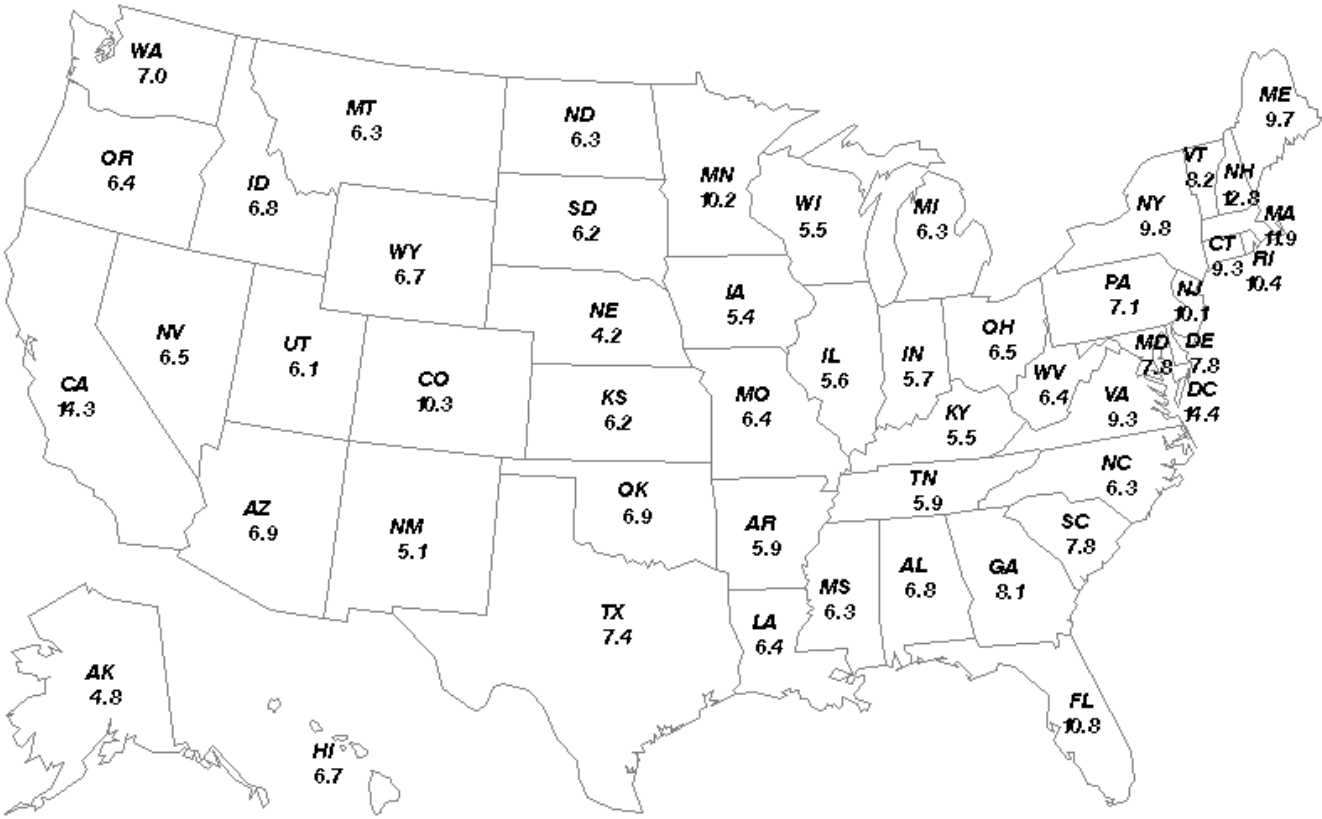 WA
7.0
MT
6.3
ND
6.3
ME
9.7
OR
6.4
ID
6.8
MN
10.2
VT
8.2
NH
12.8
SD
6.2
WI
5.5
MI
6.3
NY
9.8
MA
11.9
WY
6.7
CT
9.3
RI
10.4
IA
5.4
PA
7.1
NJ
10.1
NE
4.2
NV
6.5
UT
6.1
OH
6.5
IL
5.6
IN
5.7
MD
7.8
DE
7.8
CA
14.3
CO
10.3
KS
6.2
MO
6.4
WV
6.4
VA
9.3
DC
14.4
KY
5.5
NC
6.3
TN
5.9
AZ
6.9
NM
5.1
OK
6.9
AR
5.9
SC
7.8
MS
6.3
AL
6.8
GA
8.1
TX
7.4
LA
6.4
AK
4.8
FL
10.8
HI
6.7